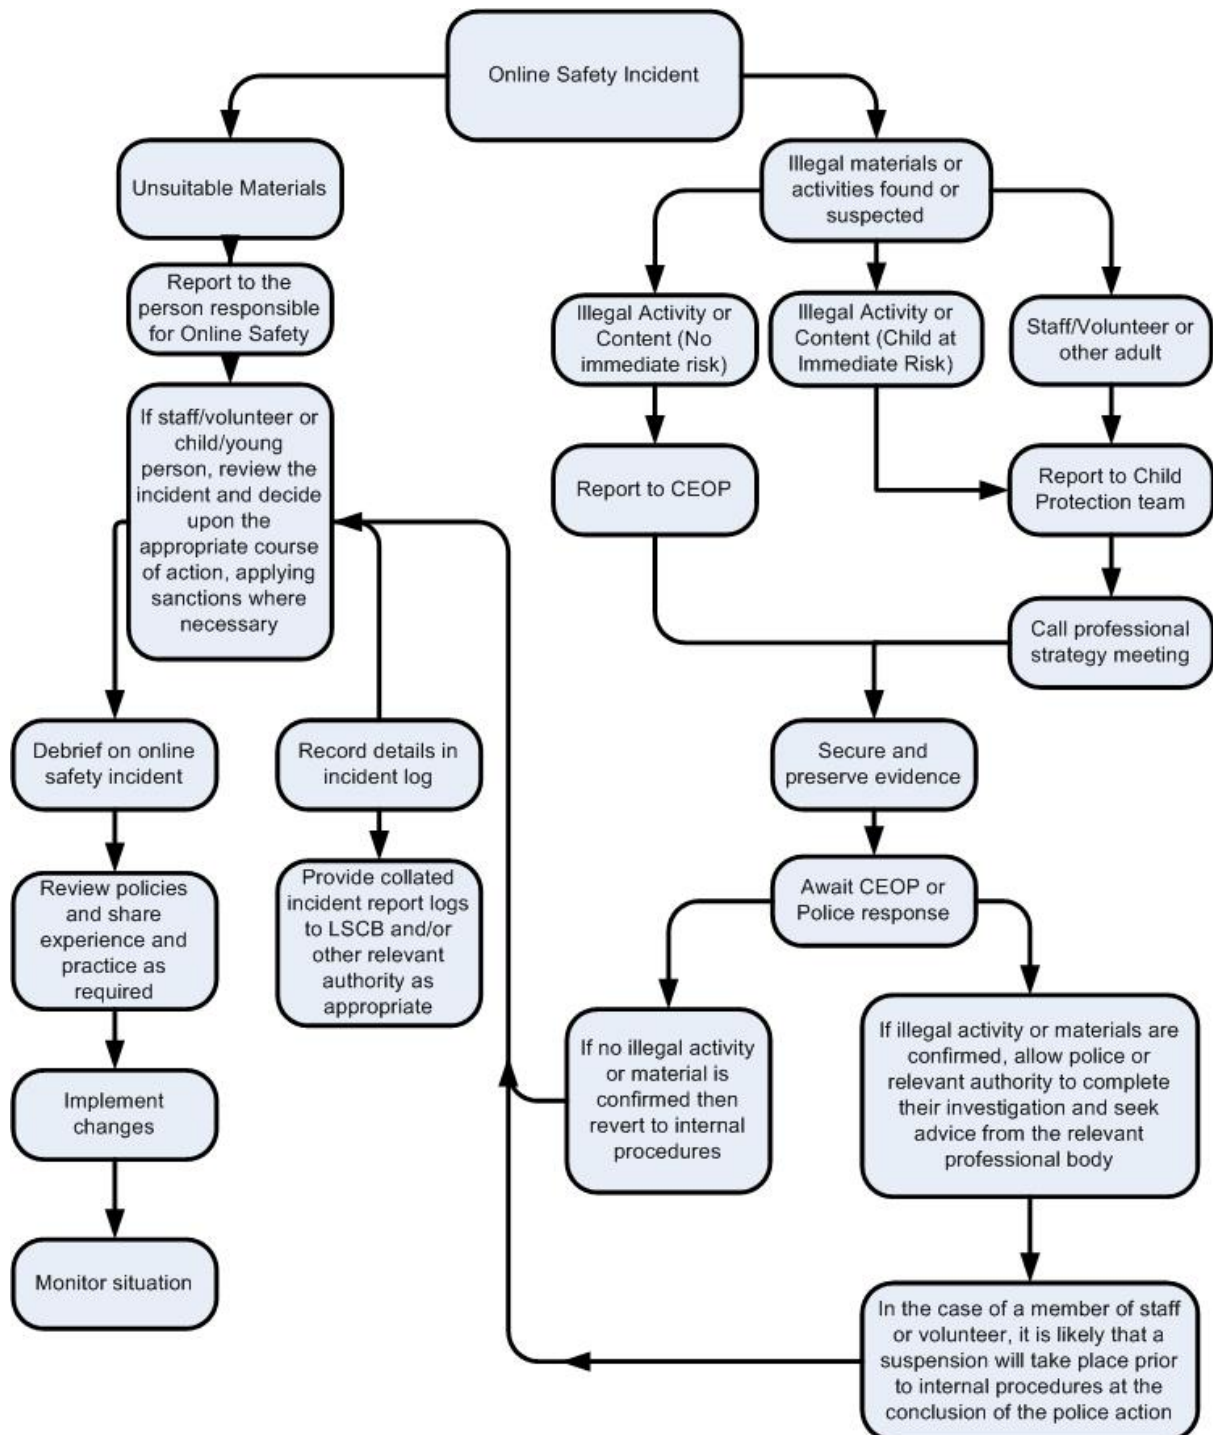 Online Safety Incident
Unsuitable Materials
Illegal materials or
activities found or
suspected
Report to the
person responsible
for Online Safety
Illegal Activity or
Content (No
immediate risk)
Illegal Activity or
Content (Child at
Immediate Risk)
Staff/Volunteer or
other adult
If staff/volunteer or
child/young
person, review the
incident and decide
upon the
appropriate course
of action, applying
sanctions where
necessary
Report to CEOP
Report to Child
Protection team
Call professional
strategy meeting
Debrief on online
safety incident
Record details in
incident log
Secure and
preserve evidence
Review policies
and share
experience and
practice as
required
Provide collated
incident report logs
to LSCB and/or
other relevant
authority as
appropriate
Await CEOP or
Police response
If no illegal activity
or material is
confirmed then
revert to internal
procedures
If illegal activity or materials are
confirmed, allow police or
relevant authority to complete
their investigation and seek
advice from the relevant
professional body
Implement
changes
Monitor situation
In the case of a member of staff
or volunteer, it is likely that a
suspension will take place prior
to internal procedures at the
conclusion of the police action